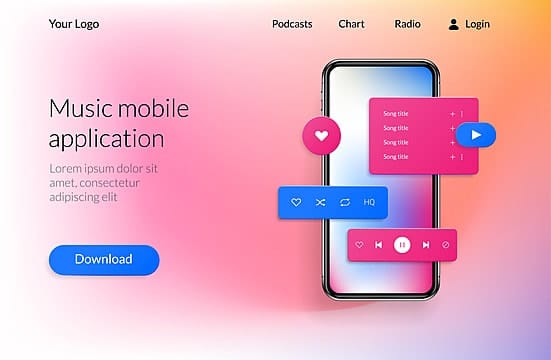 Your Logo
Podcasts Chart Radio Login
Music mobile
application
Lorem ipsum dolor sit
amet, consectetur
adipiscing elit
Download
Song title
Song title
Song title
Song title
HQ